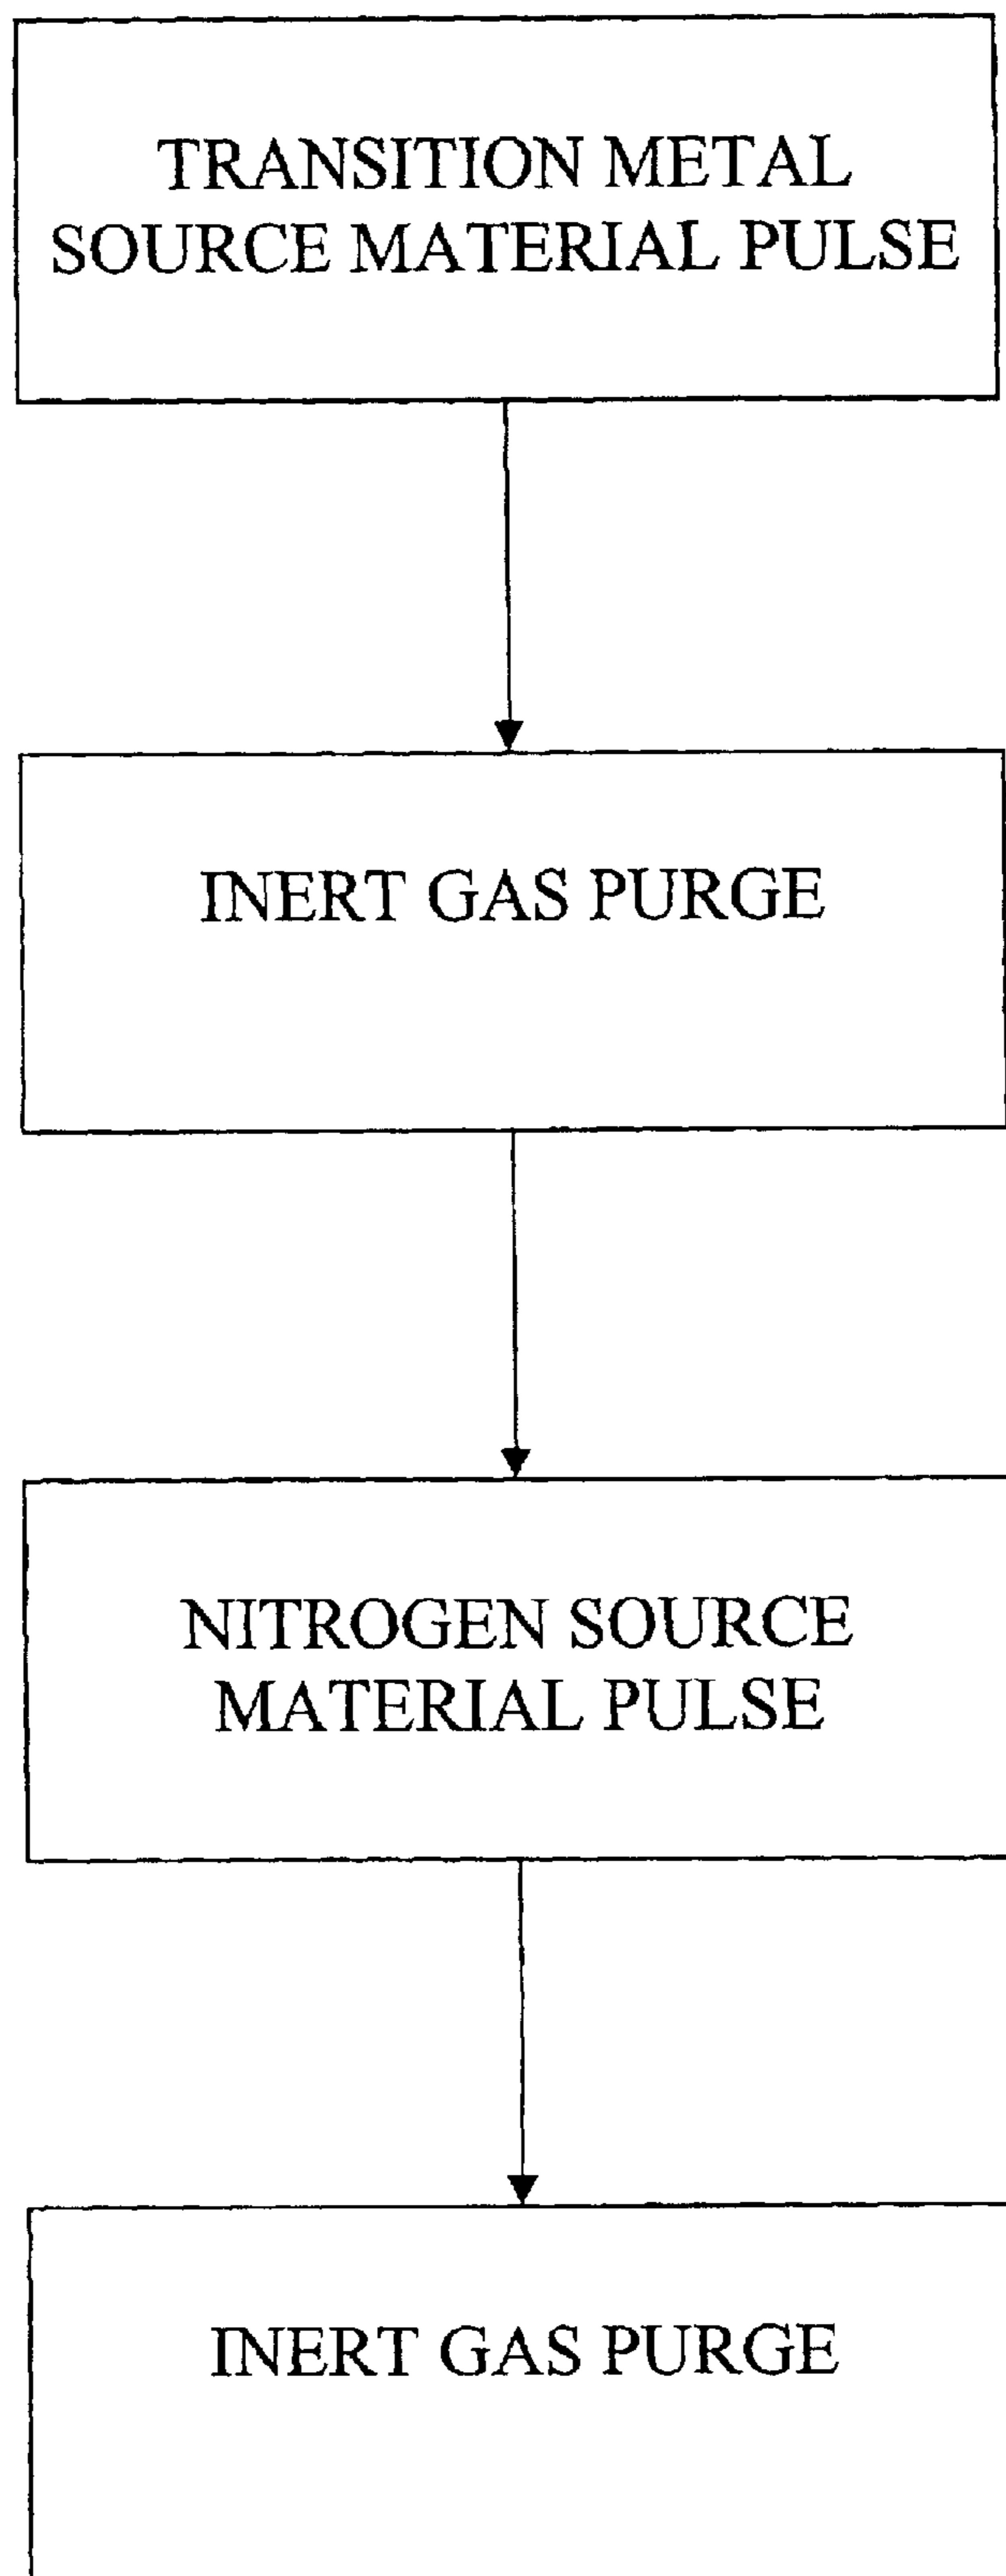 TRANSITION METAL
SOURCE MATERIAL PULSE
INERT GAS PURGE
NITROGEN SOURCE
MATERIAL PULSE
INERT GAS PURGE